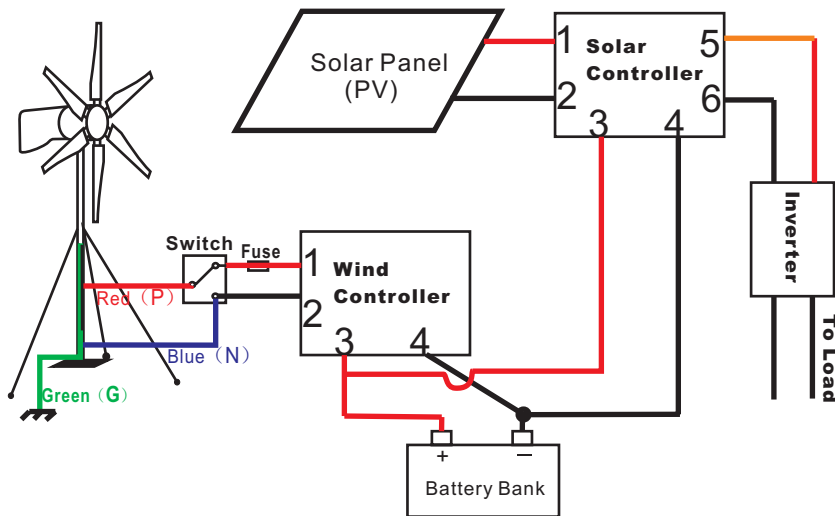 Solar Panel
(PV)
1
2
Solar
Controller
5
6
3
4
Switch
Fuse
1
2
Wind
Controller
3
4
Red（P）
Blue（N）
Green（G）
Inverter
To Load
+
–
Battery Bank